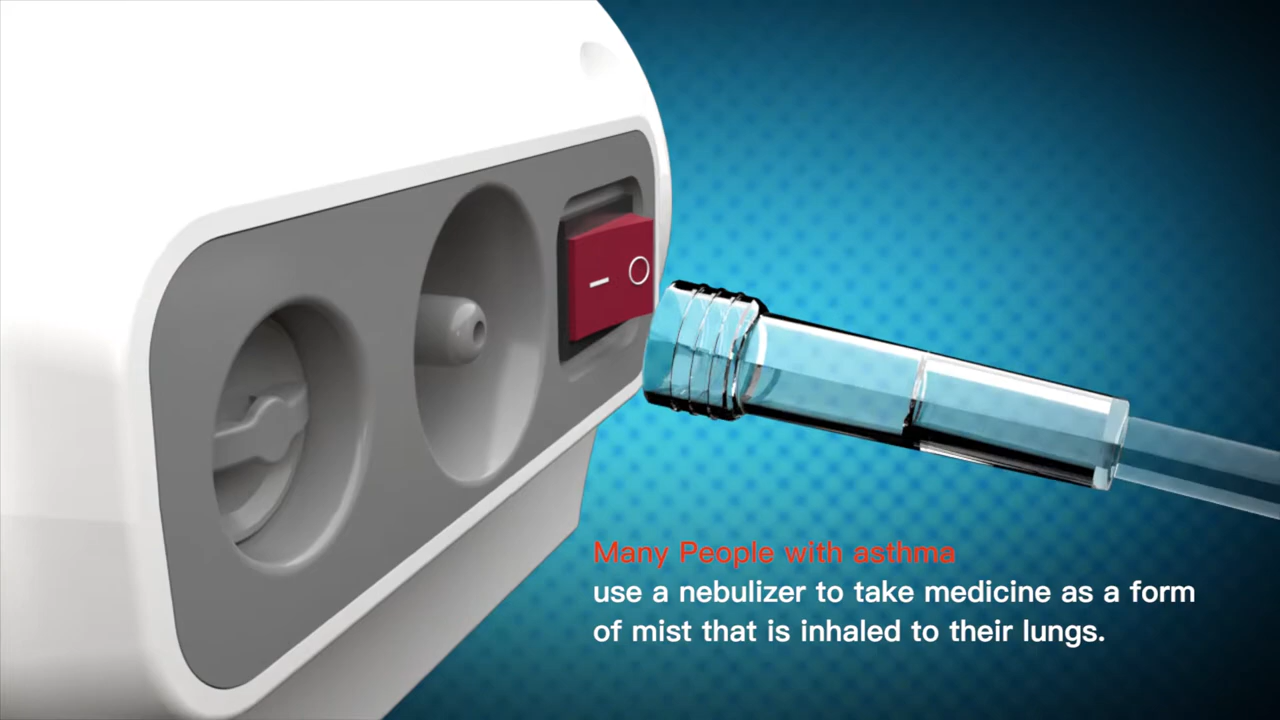 Many People with asthma
use a nebulizer to take medicine as a form
of mist that is inhaled to their lungs.